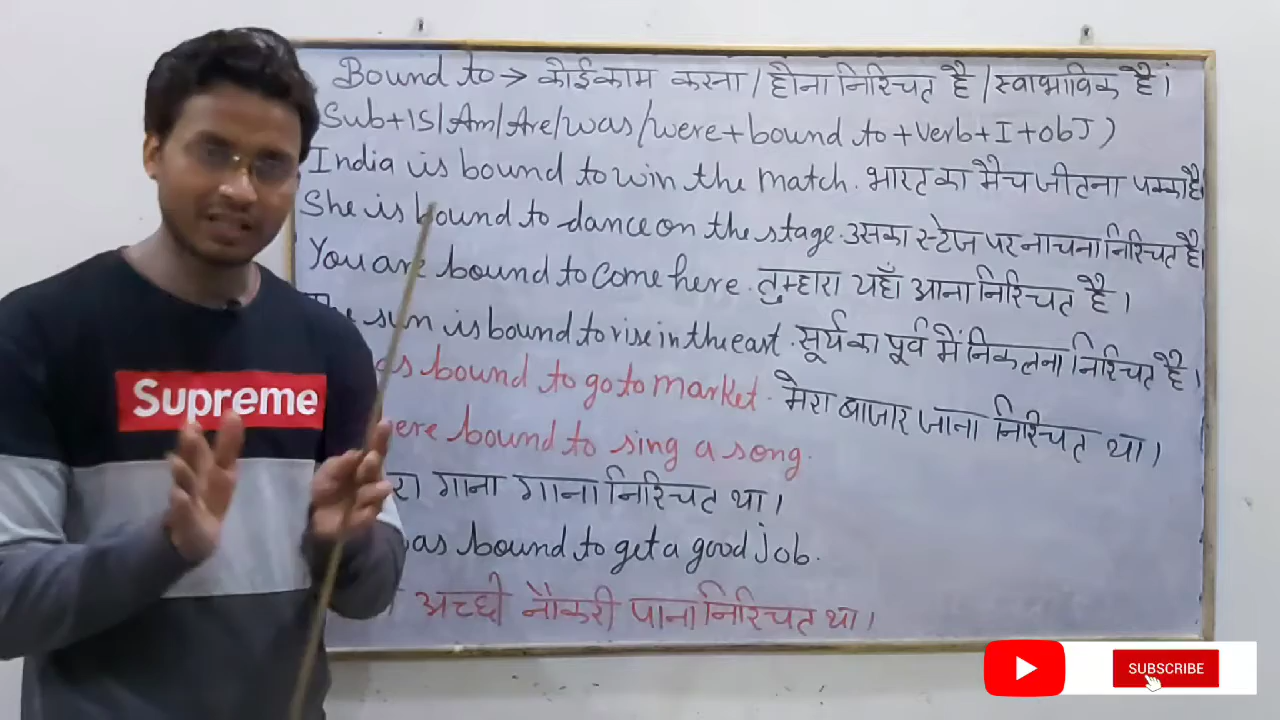 Bound to → कोई काम करना / होना निश्चित है / स्वाभाविक है।
Sub+IS/Am/Are/was/were+bound to+verb+I+obJ)
India is bound to win the match. भारत का मैच जीतना पक्का है
She is bound to dance on the stage. उसका स्टेज पर नाचना निश्चित है।
You are bound to come here. तुम्हारा यहाँ आना निश्चित है।
sun is bound to rise in the east. सूर्य का पूर्व में निकलना निश्चित है।
as bound to go to market. मेरा बाजार जाना निश्चित था।
ere bound to sing a song.
रा गाना गाना निश्चित था।
as bound to get a good job.
अच्छी नौकरी पाना निश्चित था।
Supreme
SUBSCRIBE